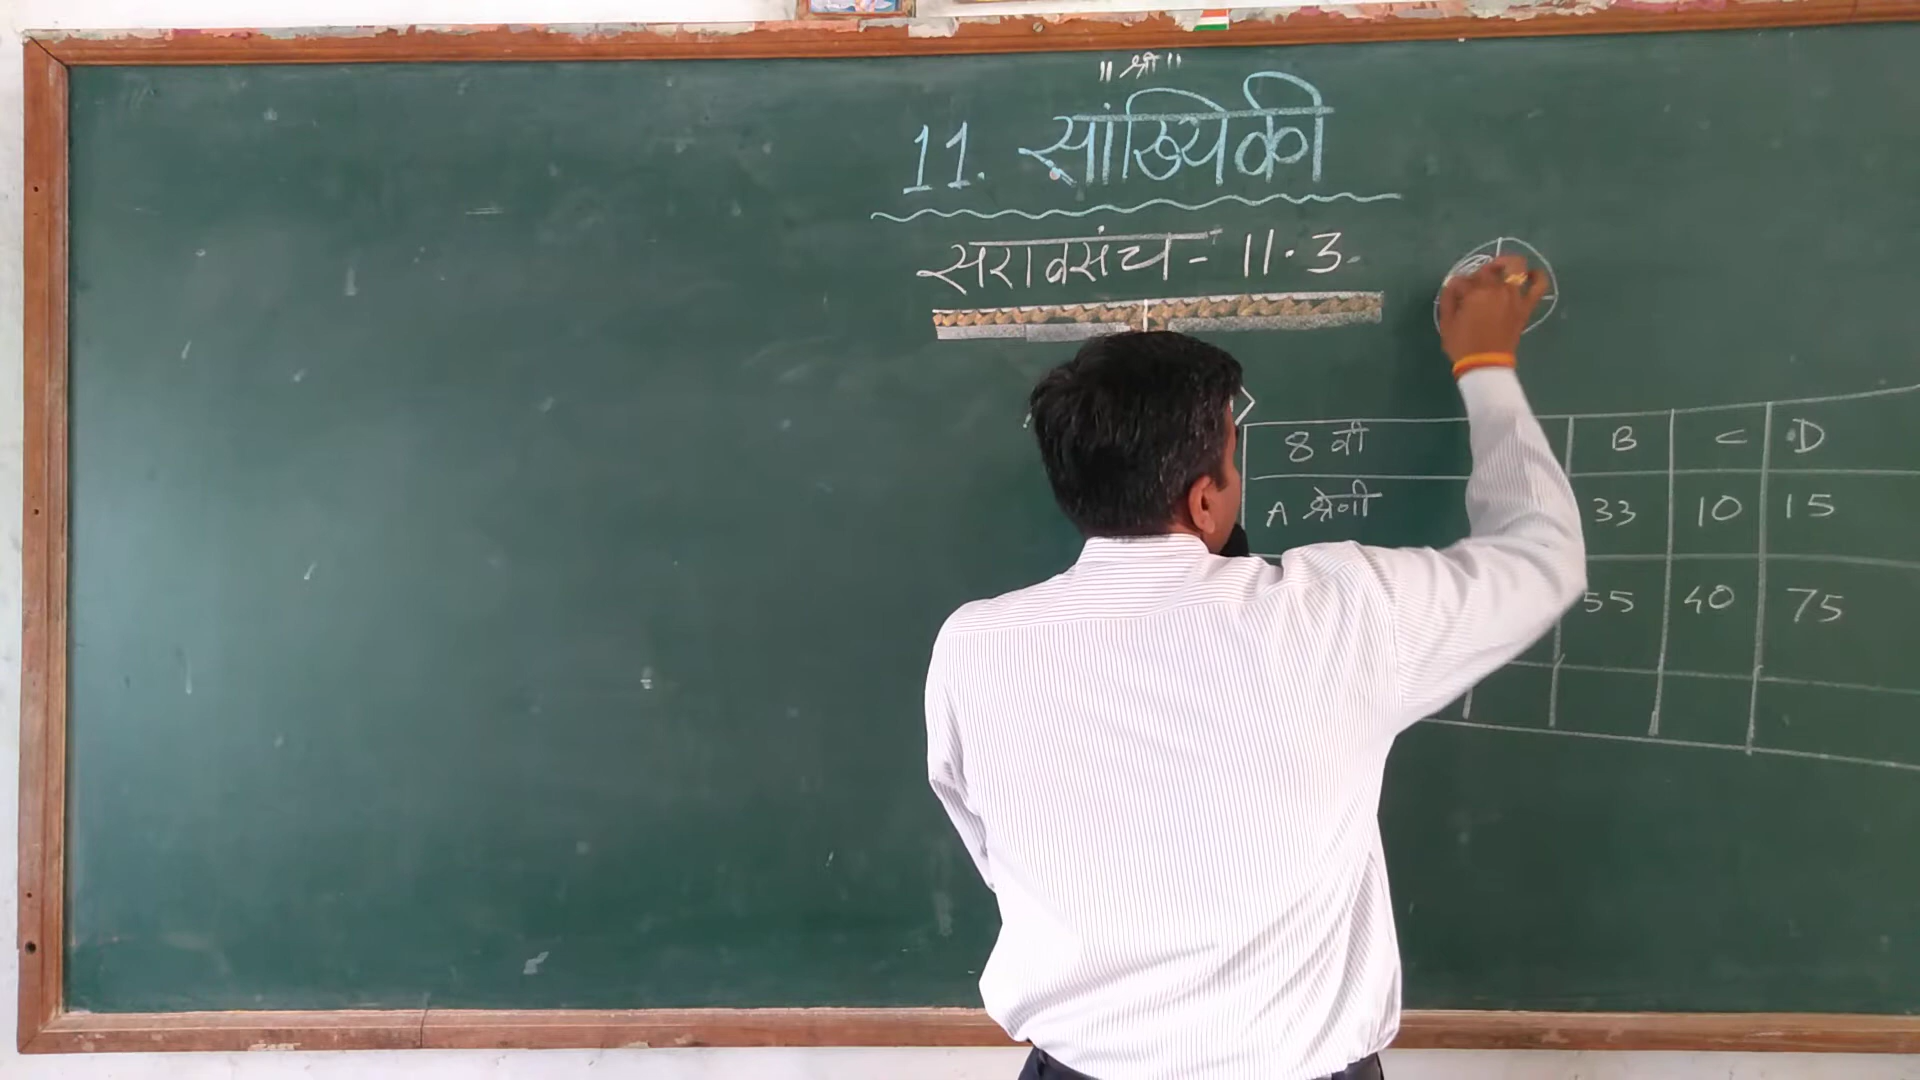 ॥ श्री ॥
11. सांख्यिकी
सरावसंच - 11.3.
8 वी B C D
A श्रेणी 33 10 15
55 40 75